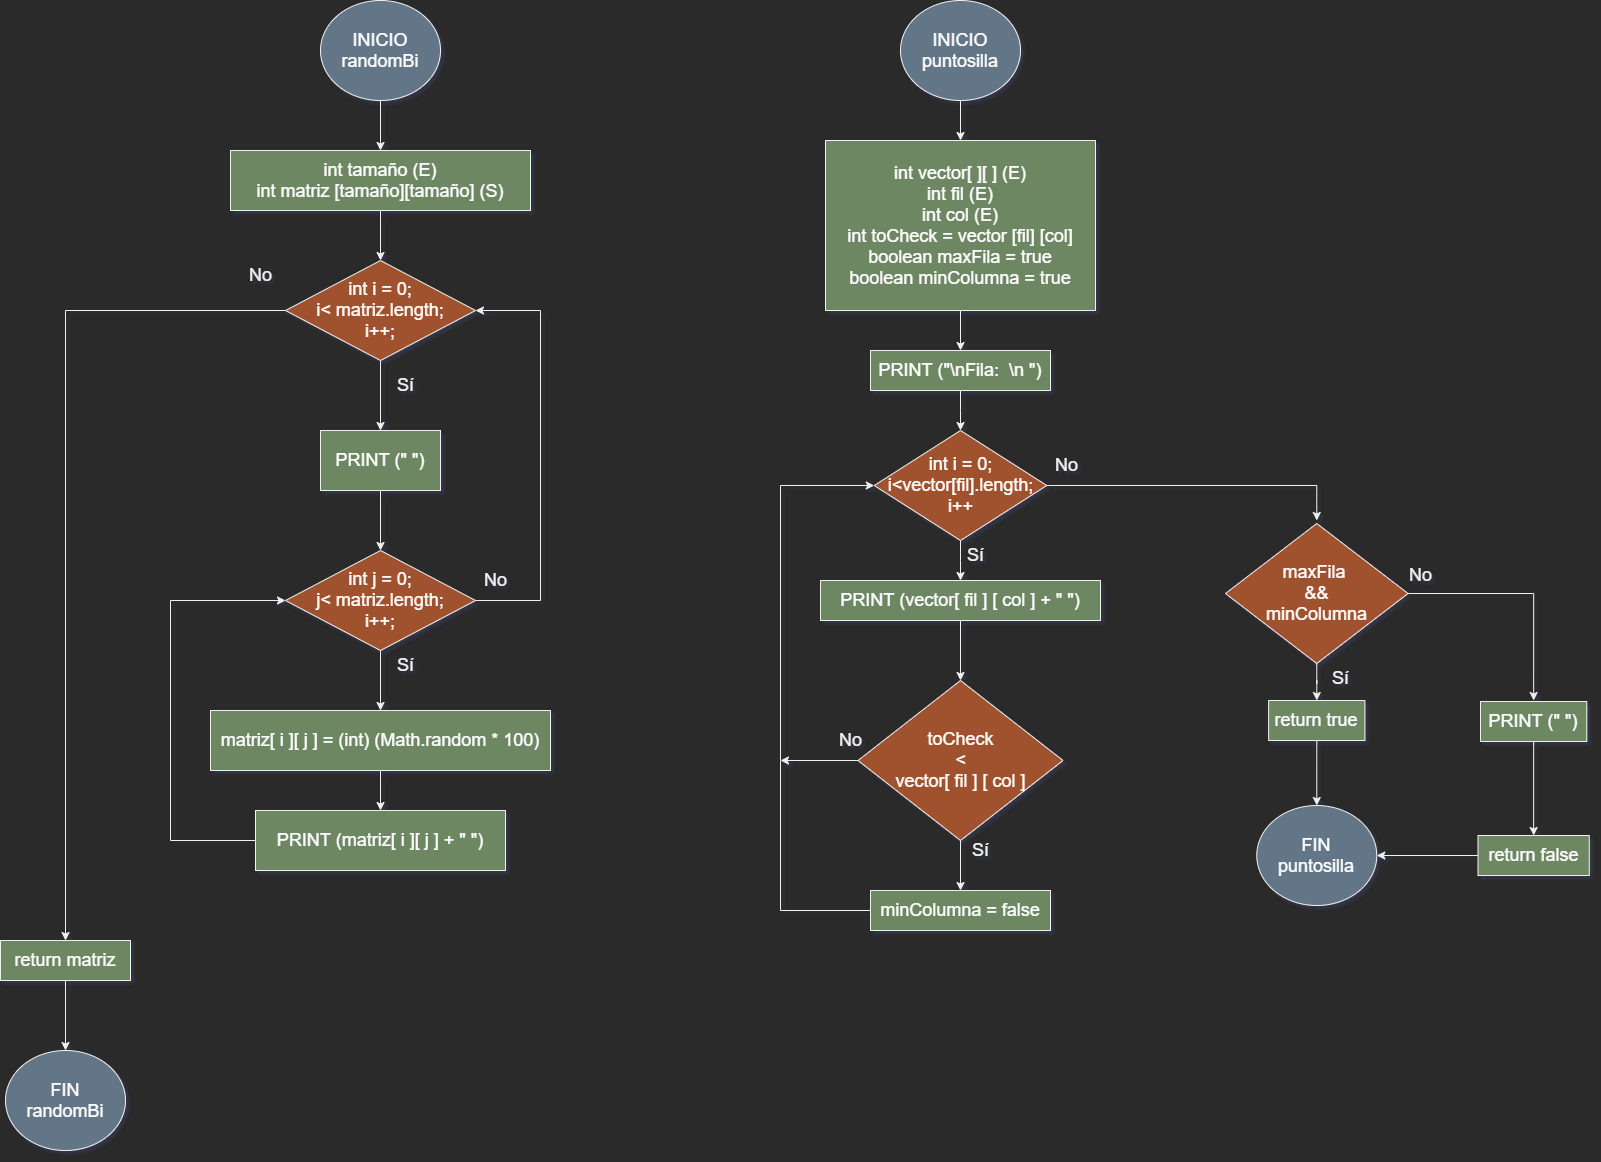 INICIO
randomBi
int tamaño (E)
int matriz [tamaño][tamaño] (S)
No
int i = 0;
i< matriz.length;
i++;
Sí
PRINT (" ")
int j = 0;
j< matriz.length;
i++;
No
Sí
matriz[ i ][ j ] = (int) (Math.random * 100)
PRINT (matriz[ i ][ j ] + " ")
return matriz
FIN
randomBi
INICIO
puntosilla
int vector[ ][ ] (E)
int fil (E)
int col (E)
int toCheck = vector [fil] [col]
boolean maxFila = true
boolean minColumna = true
PRINT ("\nFila:  \n ")
int i = 0;
i<vector[fil].length;
i++
No
Sí
PRINT (vector[ fil ] [ col ] + " ")
No
toCheck
<
vector[ fil ] [ col ]
Sí
minColumna = false
maxFila
&&
minColumna
No
Sí
return true
PRINT (" ")
FIN
puntosilla
return false